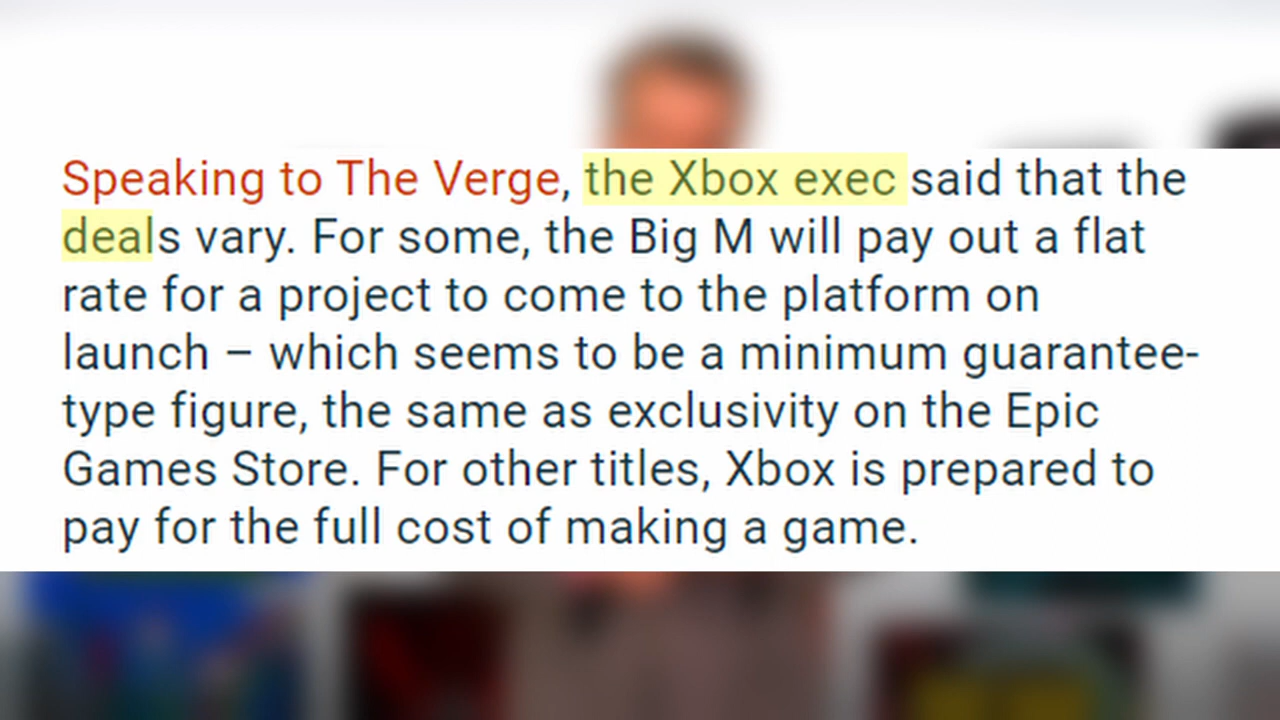 Speaking to The Verge, the Xbox exec said that the
deals vary. For some, the Big M will pay out a flat
rate for a project to come to the platform on
launch – which seems to be a minimum guarantee-
type figure, the same as exclusivity on the Epic
Games Store. For other titles, Xbox is prepared to
pay for the full cost of making a game.